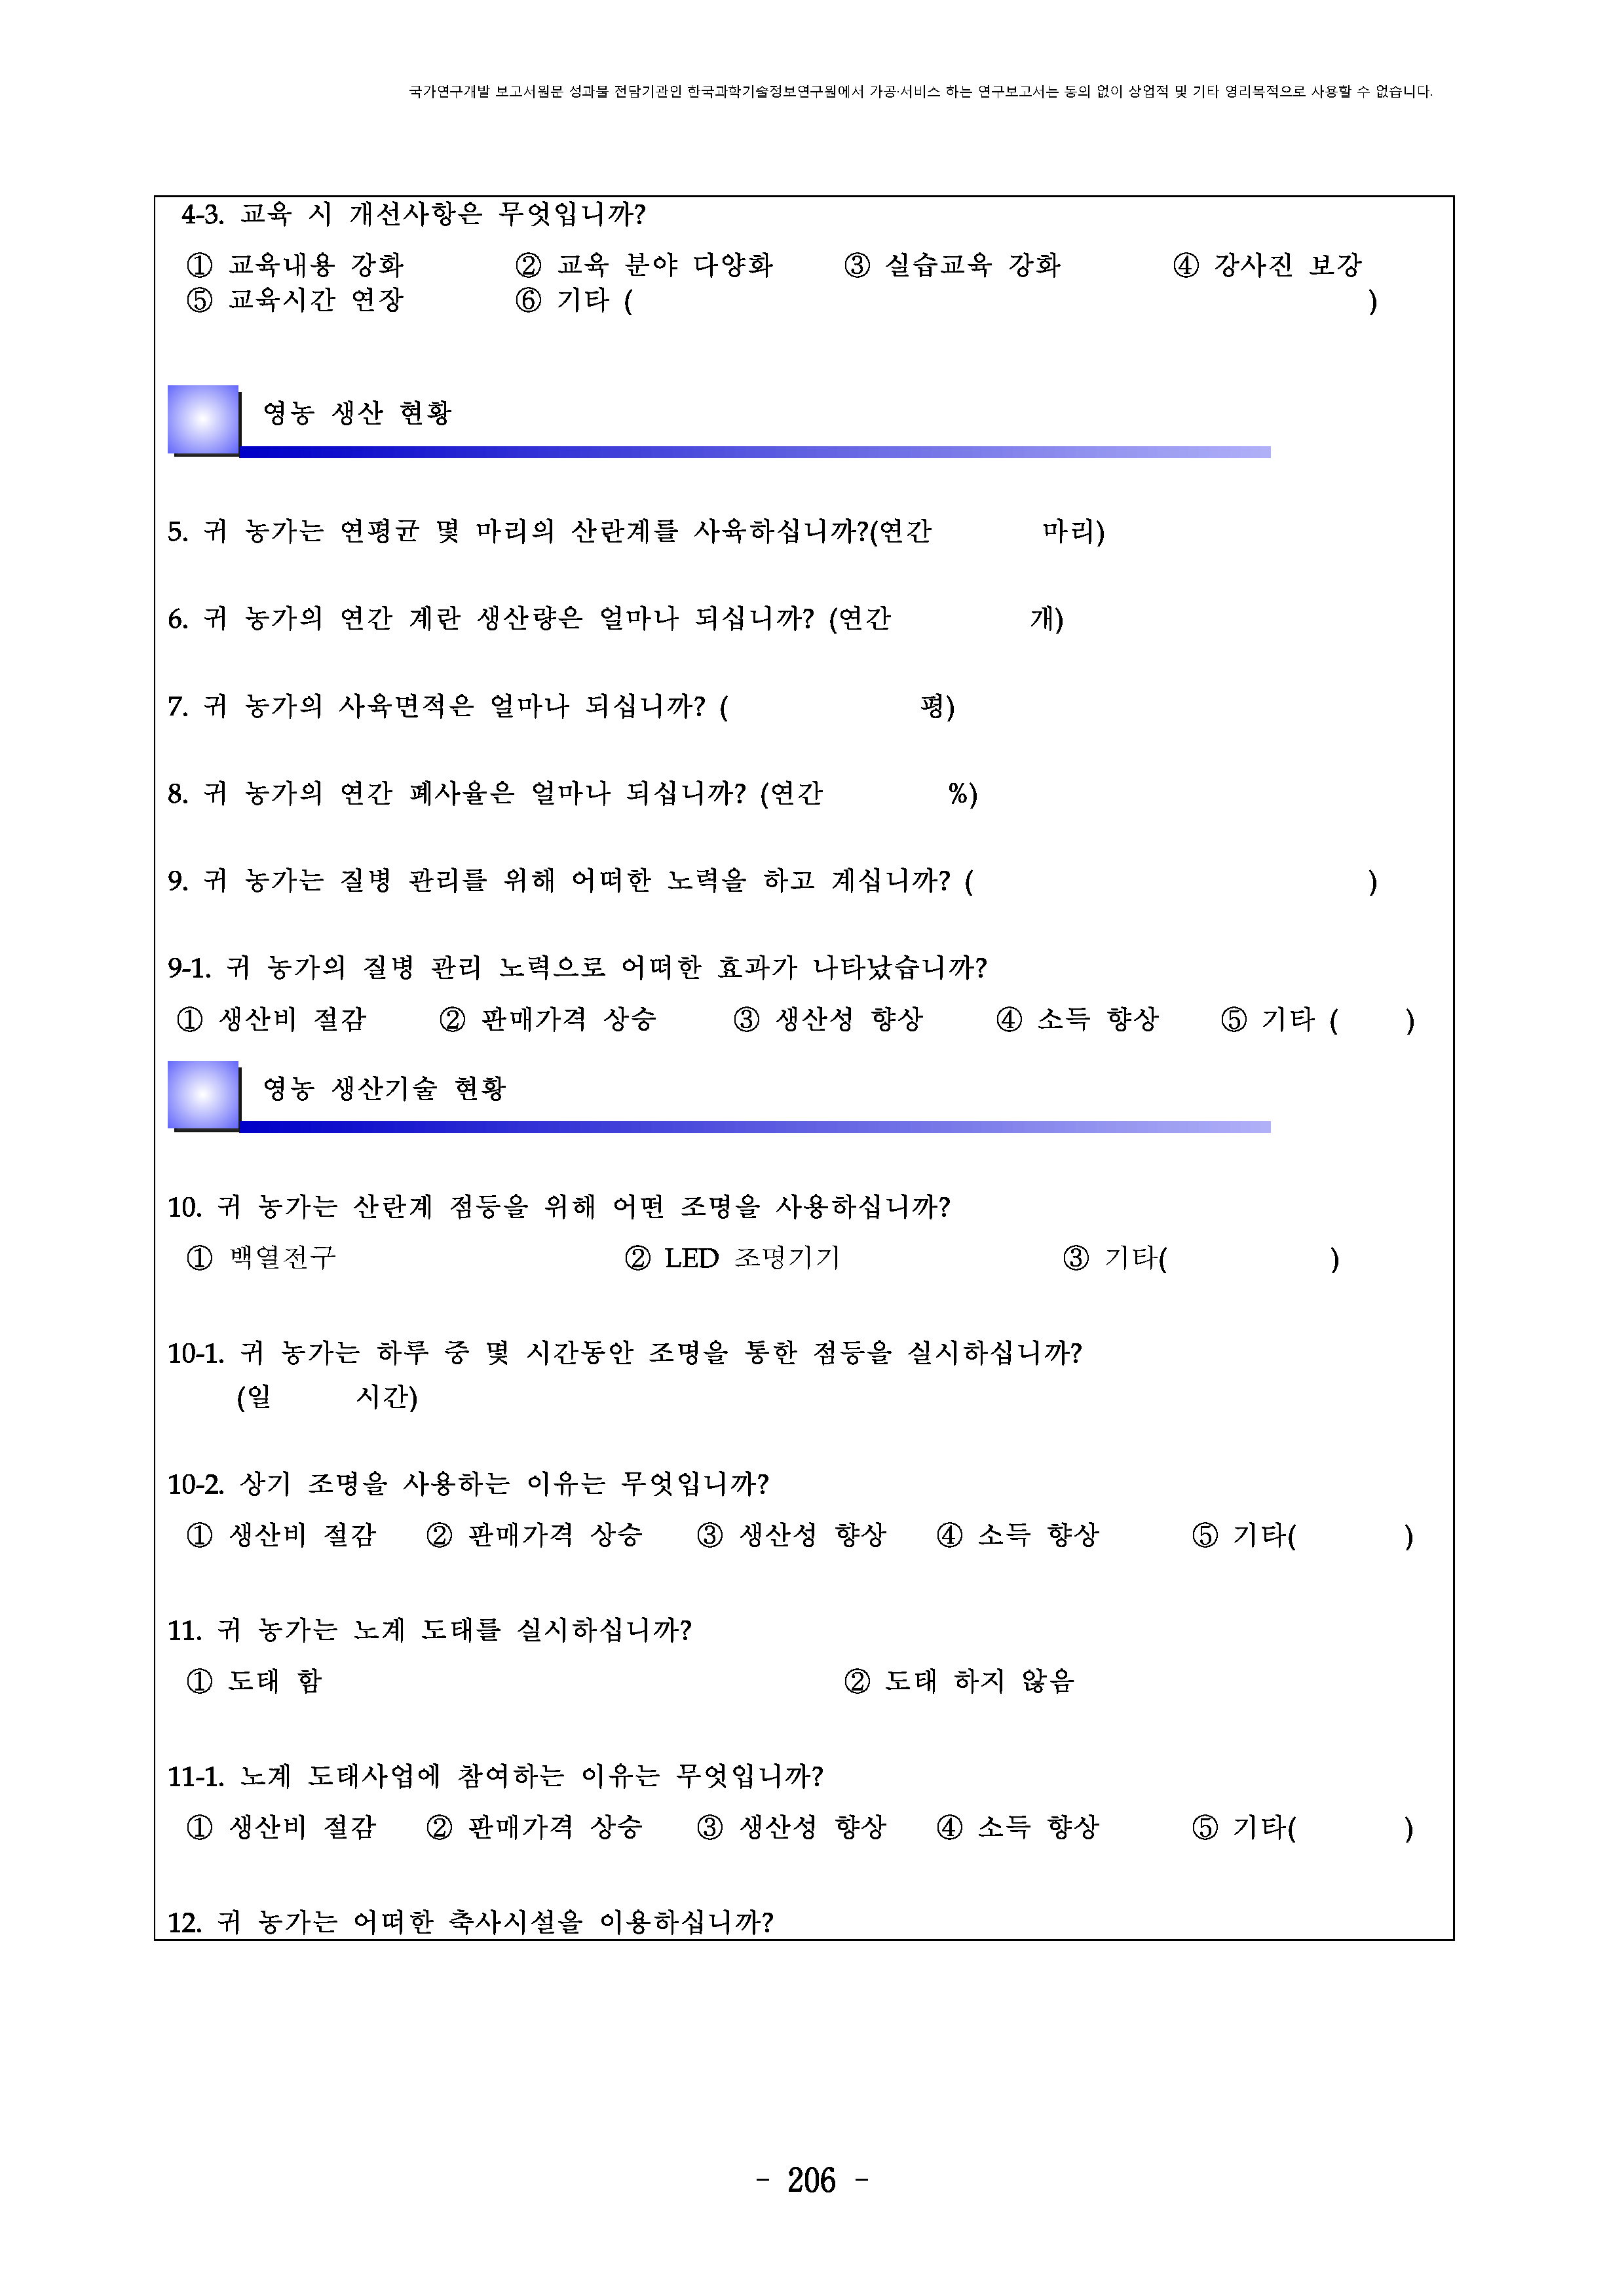 국가연구개발 보고서원문 성과물 전담기관인 한국과학기술정보연구원에서 가공·서비스 하는 연구보고서는 동의 없이 상업적 및 기타 영리목적으로 사용할 수 없습니다.
4-3. 교육 시 개선사항은 무엇입니까?
① 교육내용 강화 ② 교육 분야 다양화 ③ 실습교육 강화 ④ 강사진 보강
⑤ 교육시간 연장 ⑥ 기타 ( )
영농 생산 현황
5. 귀 농가는 연평균 몇 마리의 산란계를 사육하십니까?(연간 마리)
6. 귀 농가의 연간 계란 생산량은 얼마나 되십니까? (연간 개)
7. 귀 농가의 사육면적은 얼마나 되십니까? ( 평)
8. 귀 농가의 연간 폐사율은 얼마나 되십니까? (연간 %)
9. 귀 농가는 질병 관리를 위해 어떠한 노력을 하고 계십니까? ( )
9-1. 귀 농가의 질병 관리 노력으로 어떠한 효과가 나타났습니까?
① 생산비 절감 ② 판매가격 상승 ③ 생산성 향상 ④ 소득 향상 ⑤ 기타 ( )
영농 생산기술 현황
10. 귀 농가는 산란계 점등을 위해 어떤 조명을 사용하십니까?
① 백열전구 ② LED 조명기기 ③ 기타( )
10-1. 귀 농가는 하루 중 몇 시간동안 조명을 통한 점등을 실시하십니까?
(일 시간)
10-2. 상기 조명을 사용하는 이유는 무엇입니까?
① 생산비 절감 ② 판매가격 상승 ③ 생산성 향상 ④ 소득 향상 ⑤ 기타( )
11. 귀 농가는 노계 도태를 실시하십니까?
① 도태 함 ② 도태 하지 않음
11-1. 노계 도태사업에 참여하는 이유는 무엇입니까?
① 생산비 절감 ② 판매가격 상승 ③ 생산성 향상 ④ 소득 향상 ⑤ 기타( )
12. 귀 농가는 어떠한 축사시설을 이용하십니까?
- 206 -